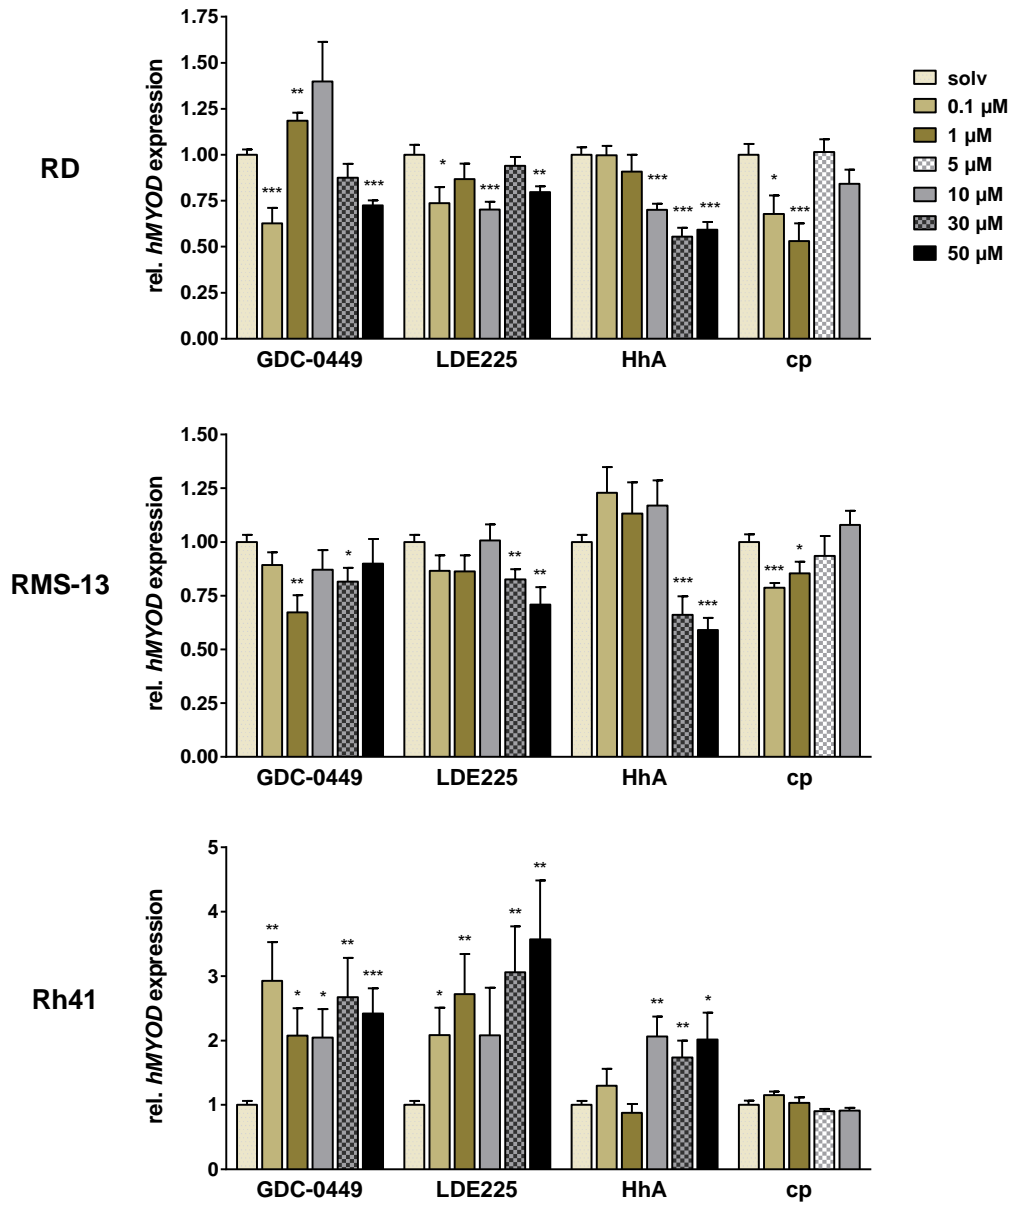 RD
rel. hMYOD expression
1.75
1.50
1.25
1.00
0.75
0.50
0.25
0.00
*** ** ***
* *** **
*** *** ***
* ***
GDC-0449 LDE225 HhA cp
solv
0.1 µM
1 µM
5 µM
10 µM
30 µM
50 µM
RMS-13
rel. hMYOD expression
1.50
1.25
1.00
0.75
0.50
0.25
0.00
** *
** **
*** ***
*** *
GDC-0449 LDE225 HhA cp
Rh41
rel. hMYOD expression
5
4
3
2
1
0
** * * ** ***
* ** ** **
** ** *
GDC-0449 LDE225 HhA cp